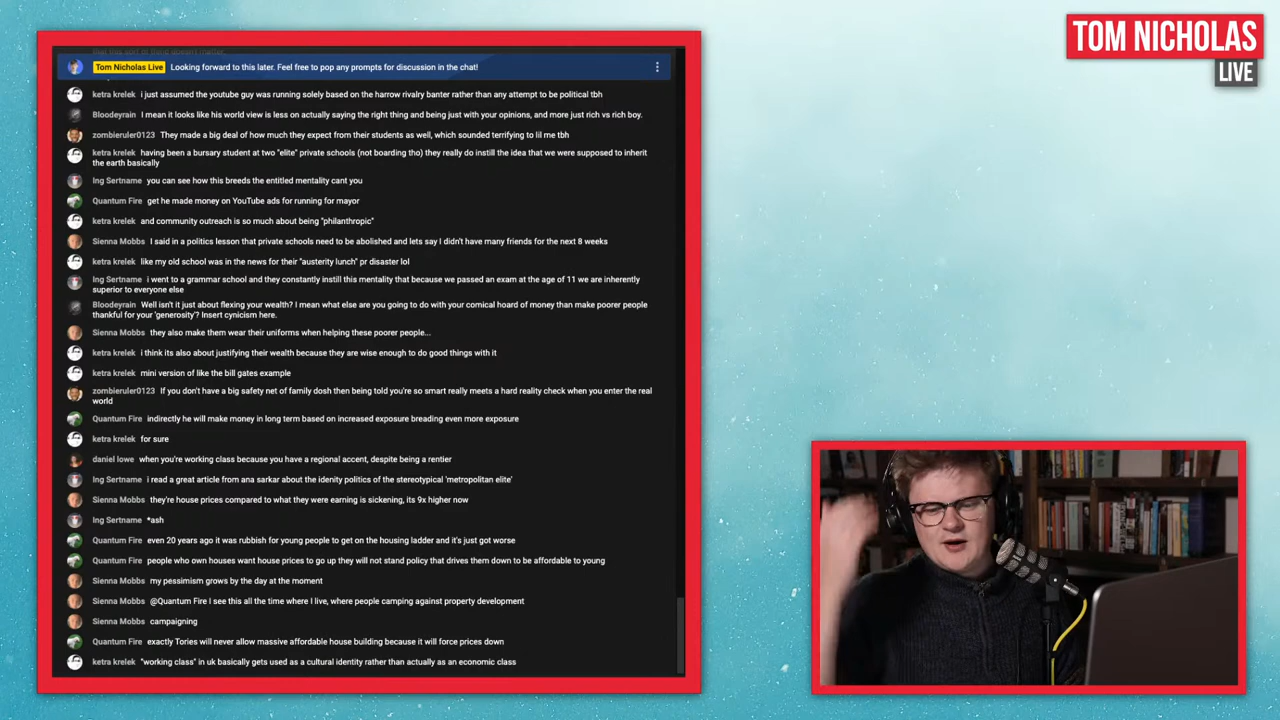 TOM NICHOLAS
LIVE
that this sort of thing doesn't matter.
Tom Nicholas Live Looking forward to this later. Feel free to pop any prompts for discussion in the chat!
ketra krelek i just assumed the youtube guy was running solely based on the harrow rivalry banter rather than any attempt to be political tbh
Bloodeyrain I mean it looks like his world view is less on actually saying the right thing and being just with your opinions, and more just rich vs rich boy.
zombieruler0123 They made a big deal of how much they expect from their students as well, which sounded terrifying to lil me tbh
ketra krelek having been a bursary student at two "elite" private schools (not boarding tho) they really do instill the idea that we were supposed to inherit
the earth basically
Ing Sertname you can see how this breeds the entitled mentality cant you
Quantum Fire get he made money on YouTube ads for running for mayor
ketra krelek and community outreach is so much about being "philanthropic"
Sienna Mobbs I said in a politics lesson that private schools need to be abolished and lets say I didn't have many friends for the next 8 weeks
ketra krelek like my old school was in the news for their "austerity lunch" pr disaster lol
Ing Sertname i went to a grammar school and they constantly instill this mentality that because we passed an exam at the age of 11 we are inherently
superior to everyone else
Bloodeyrain Well isn't it just about flexing your wealth? I mean what else are you going to do with your comical hoard of money than make poorer people
thankful for your 'generosity'? Insert cynicism here.
Sienna Mobbs they also make them wear their uniforms when helping these poorer people...
ketra krelek i think its also about justifying their wealth because they are wise enough to do good things with it
ketra krelek mini version of like the bill gates example
zombieruler0123 If you don't have a big safety net of family dosh then being told you're so smart really meets a hard reality check when you enter the real
world
Quantum Fire indirectly he will make money in long term based on increased exposure breading even more exposure
ketra krelek for sure
daniel lowe when you're working class because you have a regional accent, despite being a rentier
Ing Sertname i read a great article from ana sarkar about the idenity politics of the stereotypical 'metropolitan elite'
Sienna Mobbs they're house prices compared to what they were earning is sickening, its 9x higher now
Ing Sertname *ash
Quantum Fire even 20 years ago it was rubbish for young people to get on the housing ladder and it's just got worse
Quantum Fire people who own houses want house prices to go up they will not stand policy that drives them down to be affordable to young
Sienna Mobbs my pessimism grows by the day at the moment
Sienna Mobbs @Quantum Fire I see this all the time where I live, where people camping against property development
Sienna Mobbs campaigning
Quantum Fire exactly Tories will never allow massive affordable house building because it will force prices down
ketra krelek "working class" in uk basically gets used as a cultural identity rather than actually as an economic class